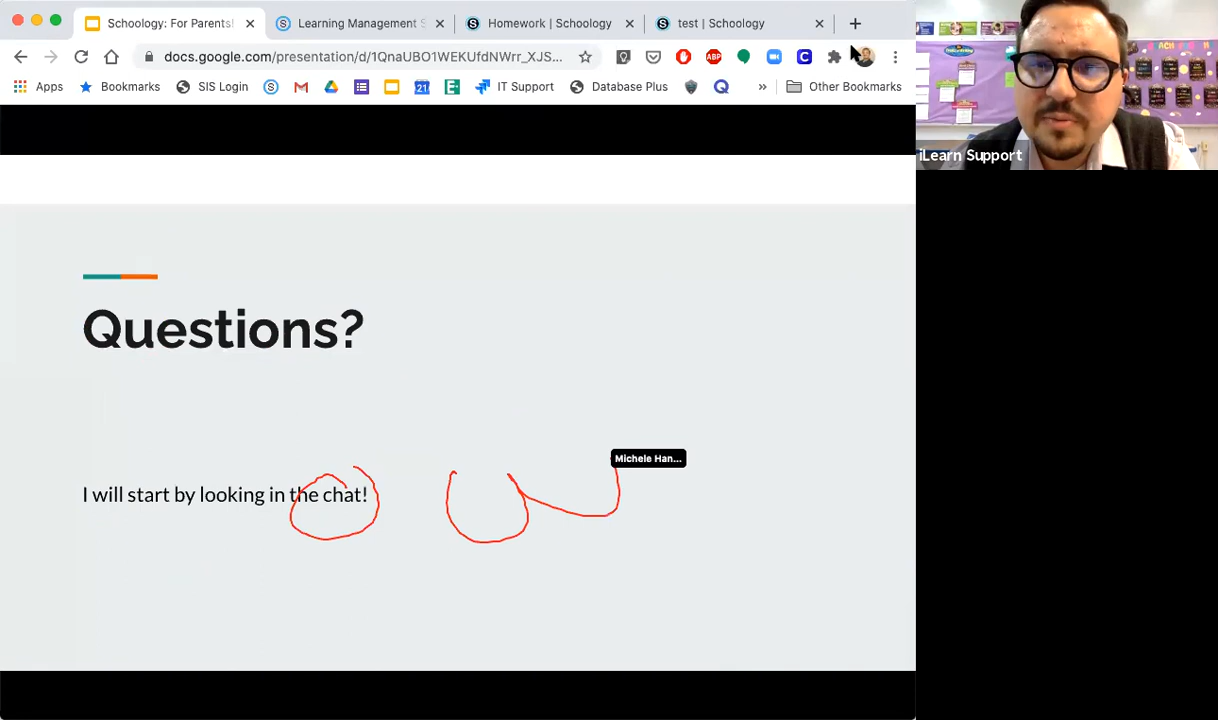 Schoology: For Parents!
Learning Management S
Homework | Schoology
test | Schoology
docs.google.com/presentation/d/1QnaUBO1WEKUfdNWrr_XJS...
Apps
Bookmarks
SIS Login
21
IT Support
Database Plus
»
Other Bookmarks
iLearn Support
Questions?
Michele Han...
I will start by looking in the chat!